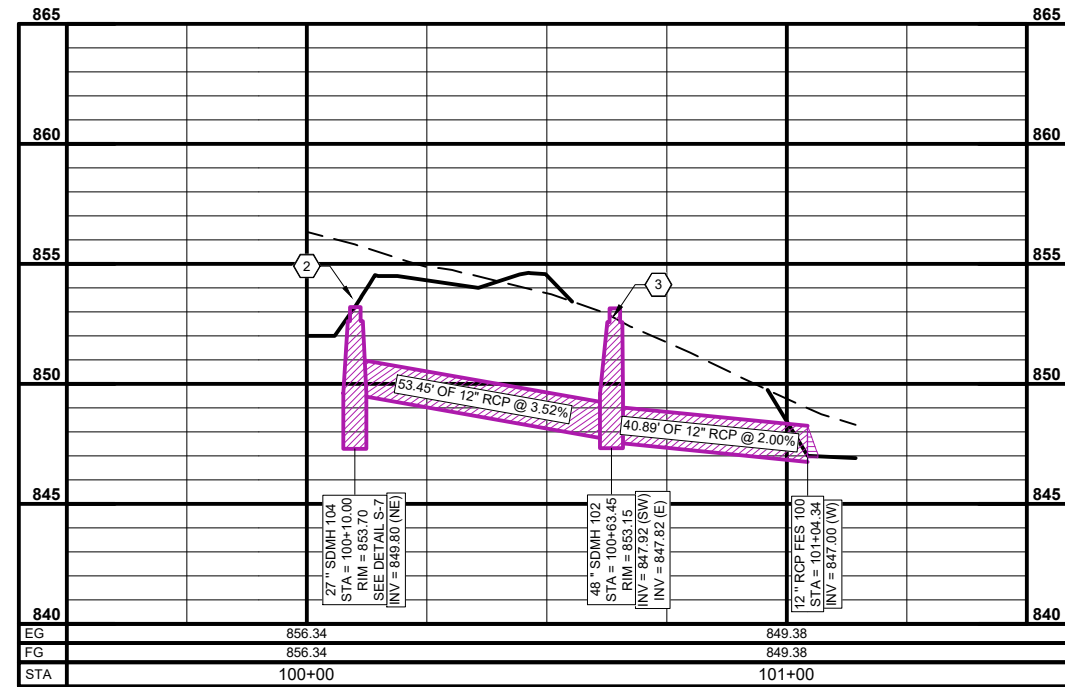 865
865
860
860
855
855
850
850
845
845
840
840
2
3
53.45' OF 12" RCP @ 3.52%
40.89' OF 12" RCP @ 2.00%
27 " SDMH 104
STA = 100+10.00
RIM = 853.70
SEE DETAIL S-7
INV = 849.80 (NE)
48 " SDMH 102
STA = 100+63.45
RIM = 853.15
INV = 847.92 (SW)
INV = 847.82 (E)
12 " RCP FES 100
STA = 101+04.34
INV = 847.00 (W)
EG 856.34 849.38
FG 856.34 849.38
STA 100+00 101+00